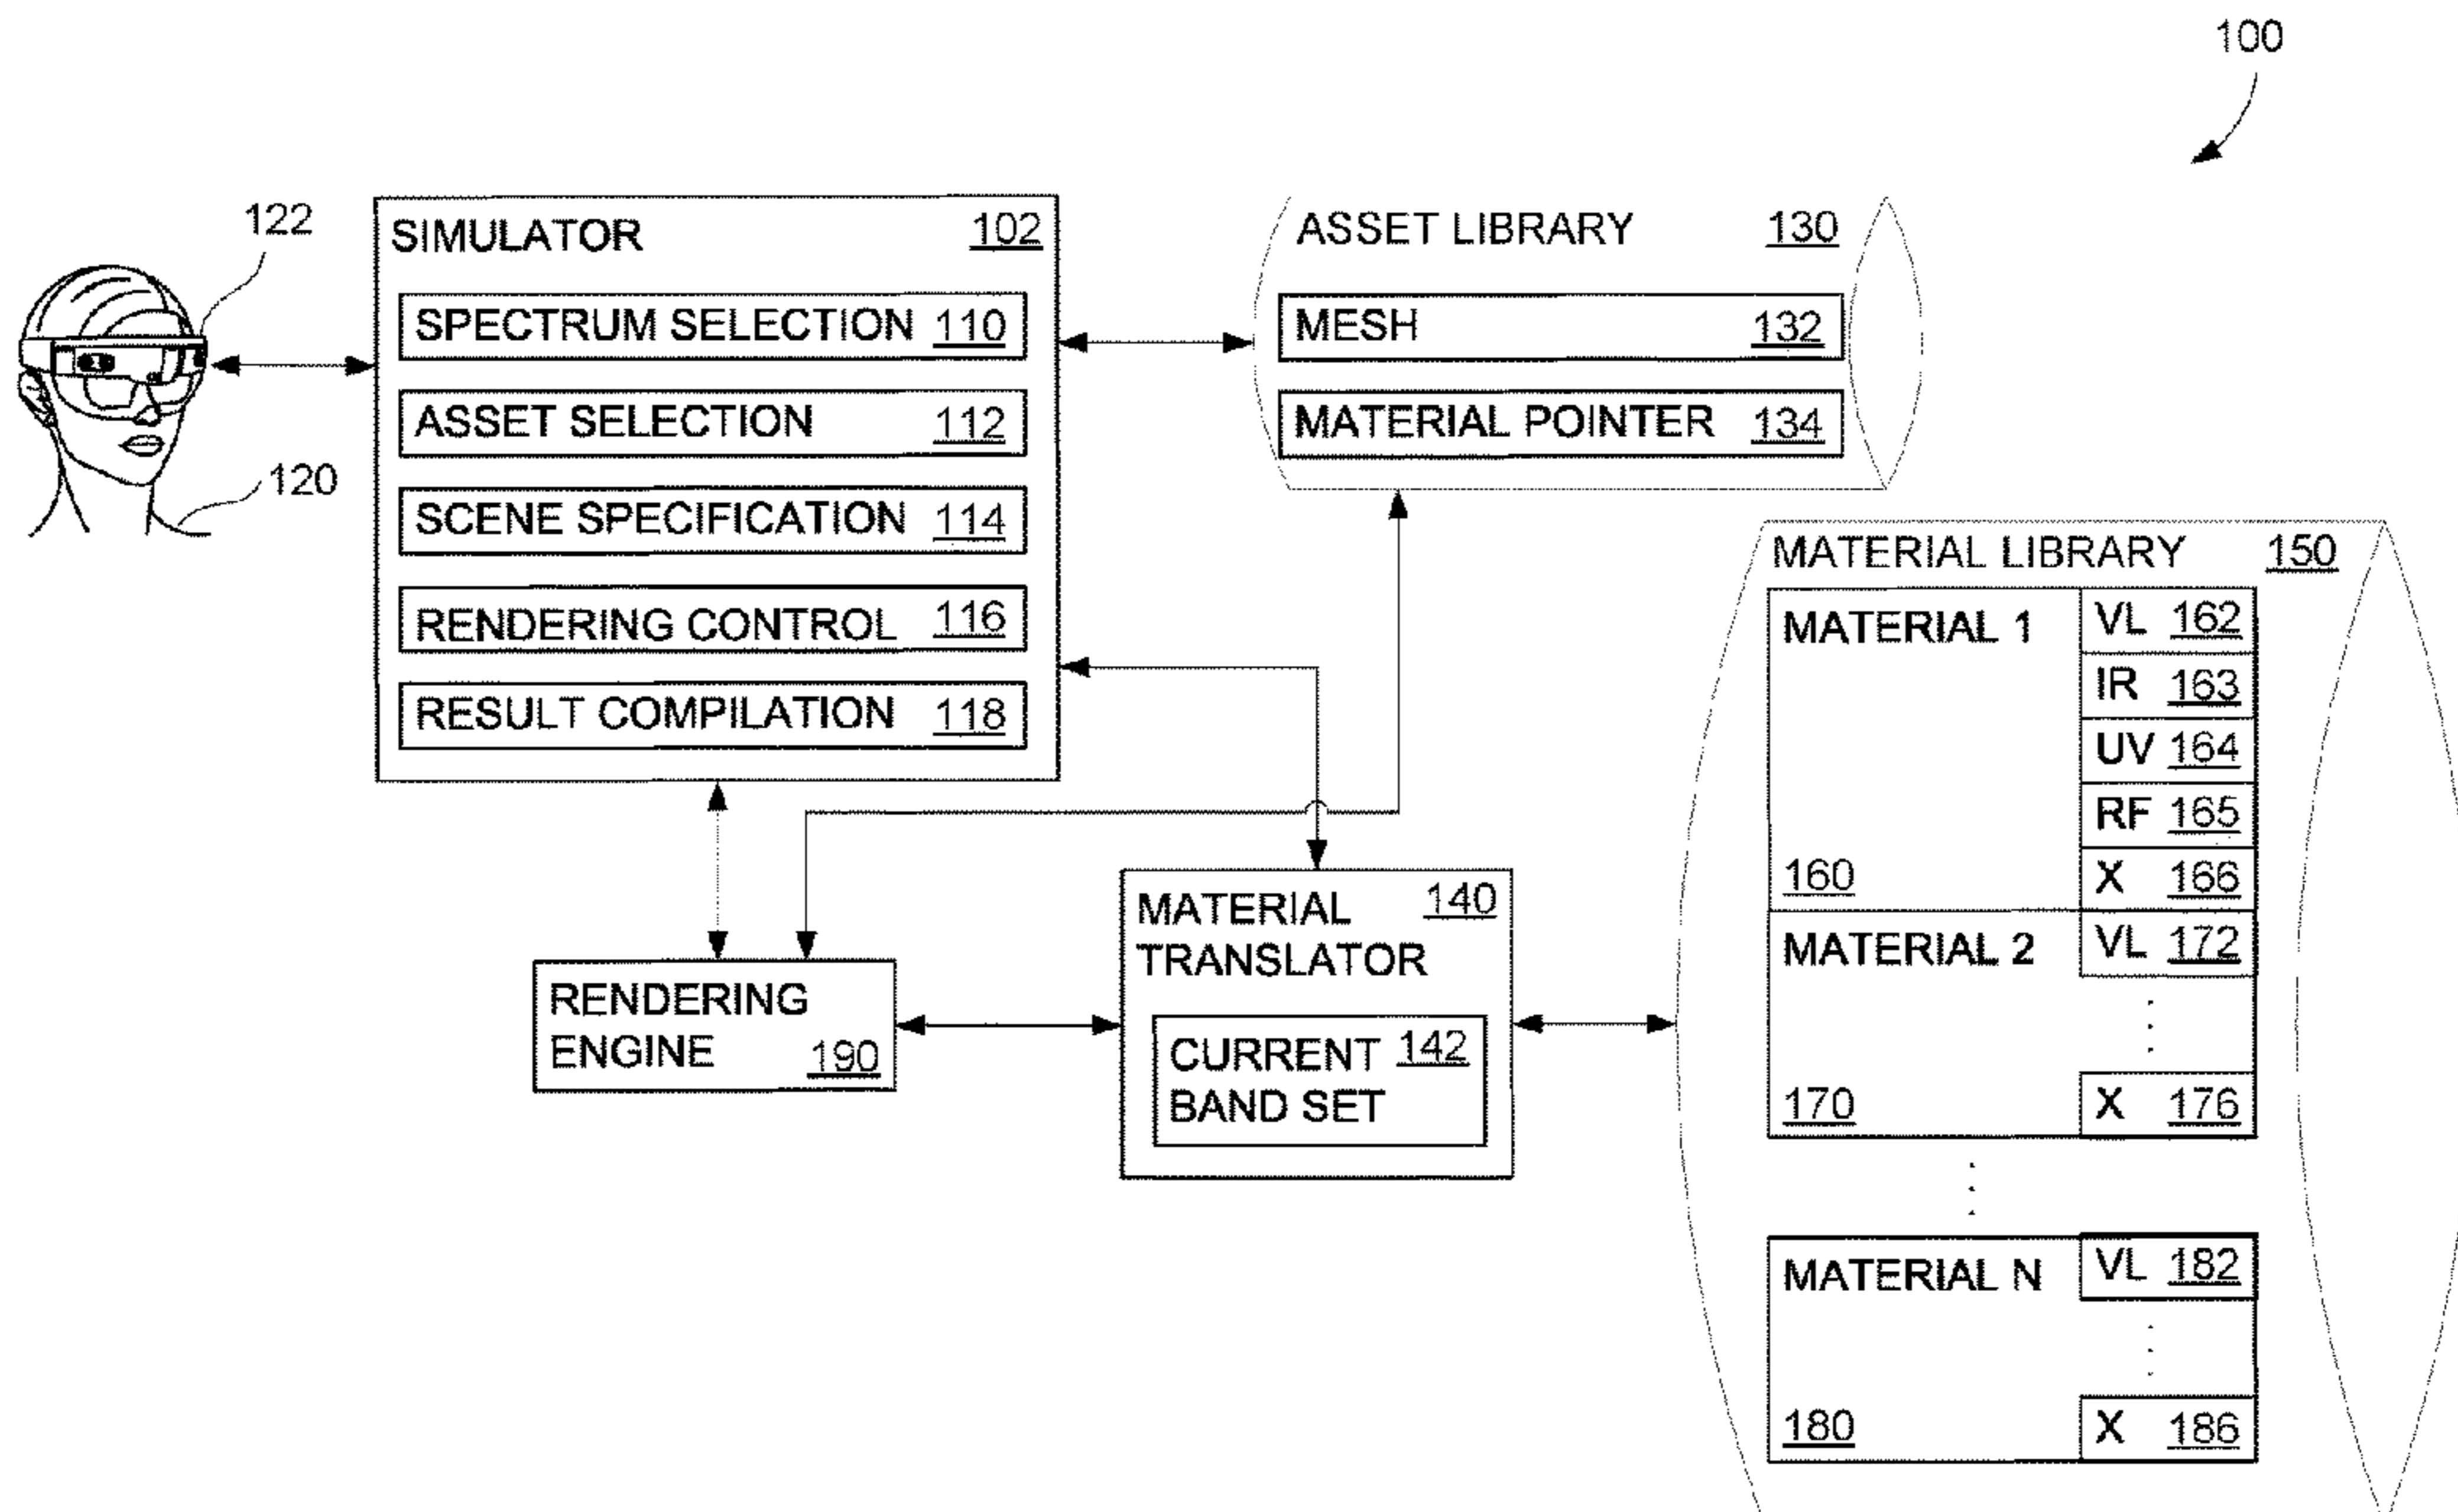 100
122
120
SIMULATOR 102
SPECTRUM SELECTION 110
ASSET SELECTION 112
SCENE SPECIFICATION 114
RENDERING CONTROL 116
RESULT COMPILATION 118
ASSET LIBRARY 130
MESH 132
MATERIAL POINTER 134
MATERIAL LIBRARY 150
MATERIAL 1
VL 162
IR 163
UV 164
RF 165
X 166
160
MATERIAL 2
VL 172
X 176
170
MATERIAL N
VL 182
X 186
180
MATERIAL 140
TRANSLATOR
CURRENT 142
BAND SET
RENDERING
ENGINE 190